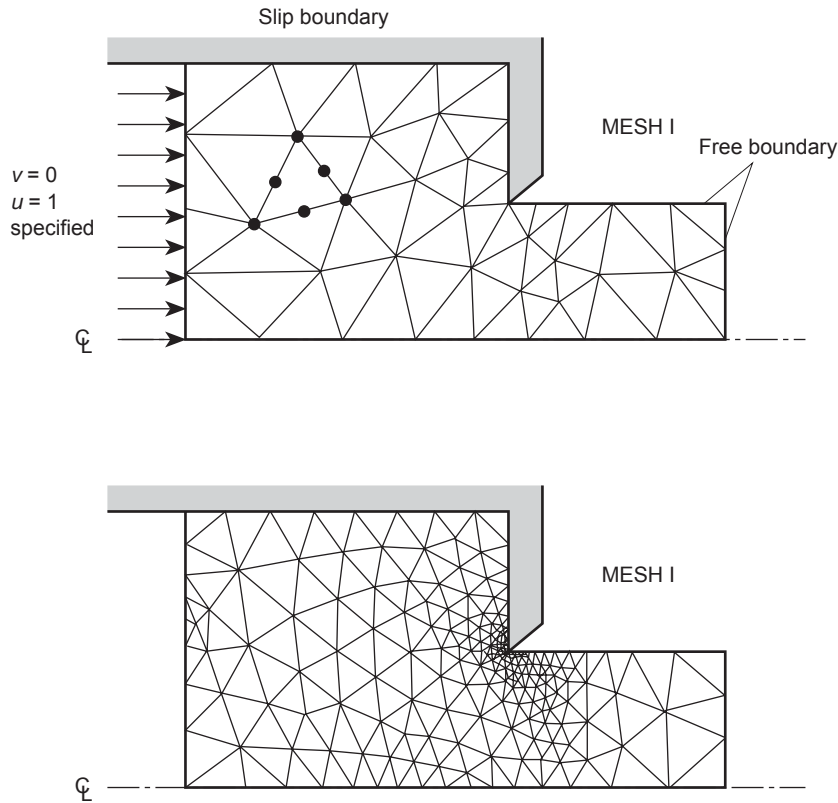 Slip boundary
MESH I
Free boundary
v = 0
u = 1
specified
℄
MESH I
℄